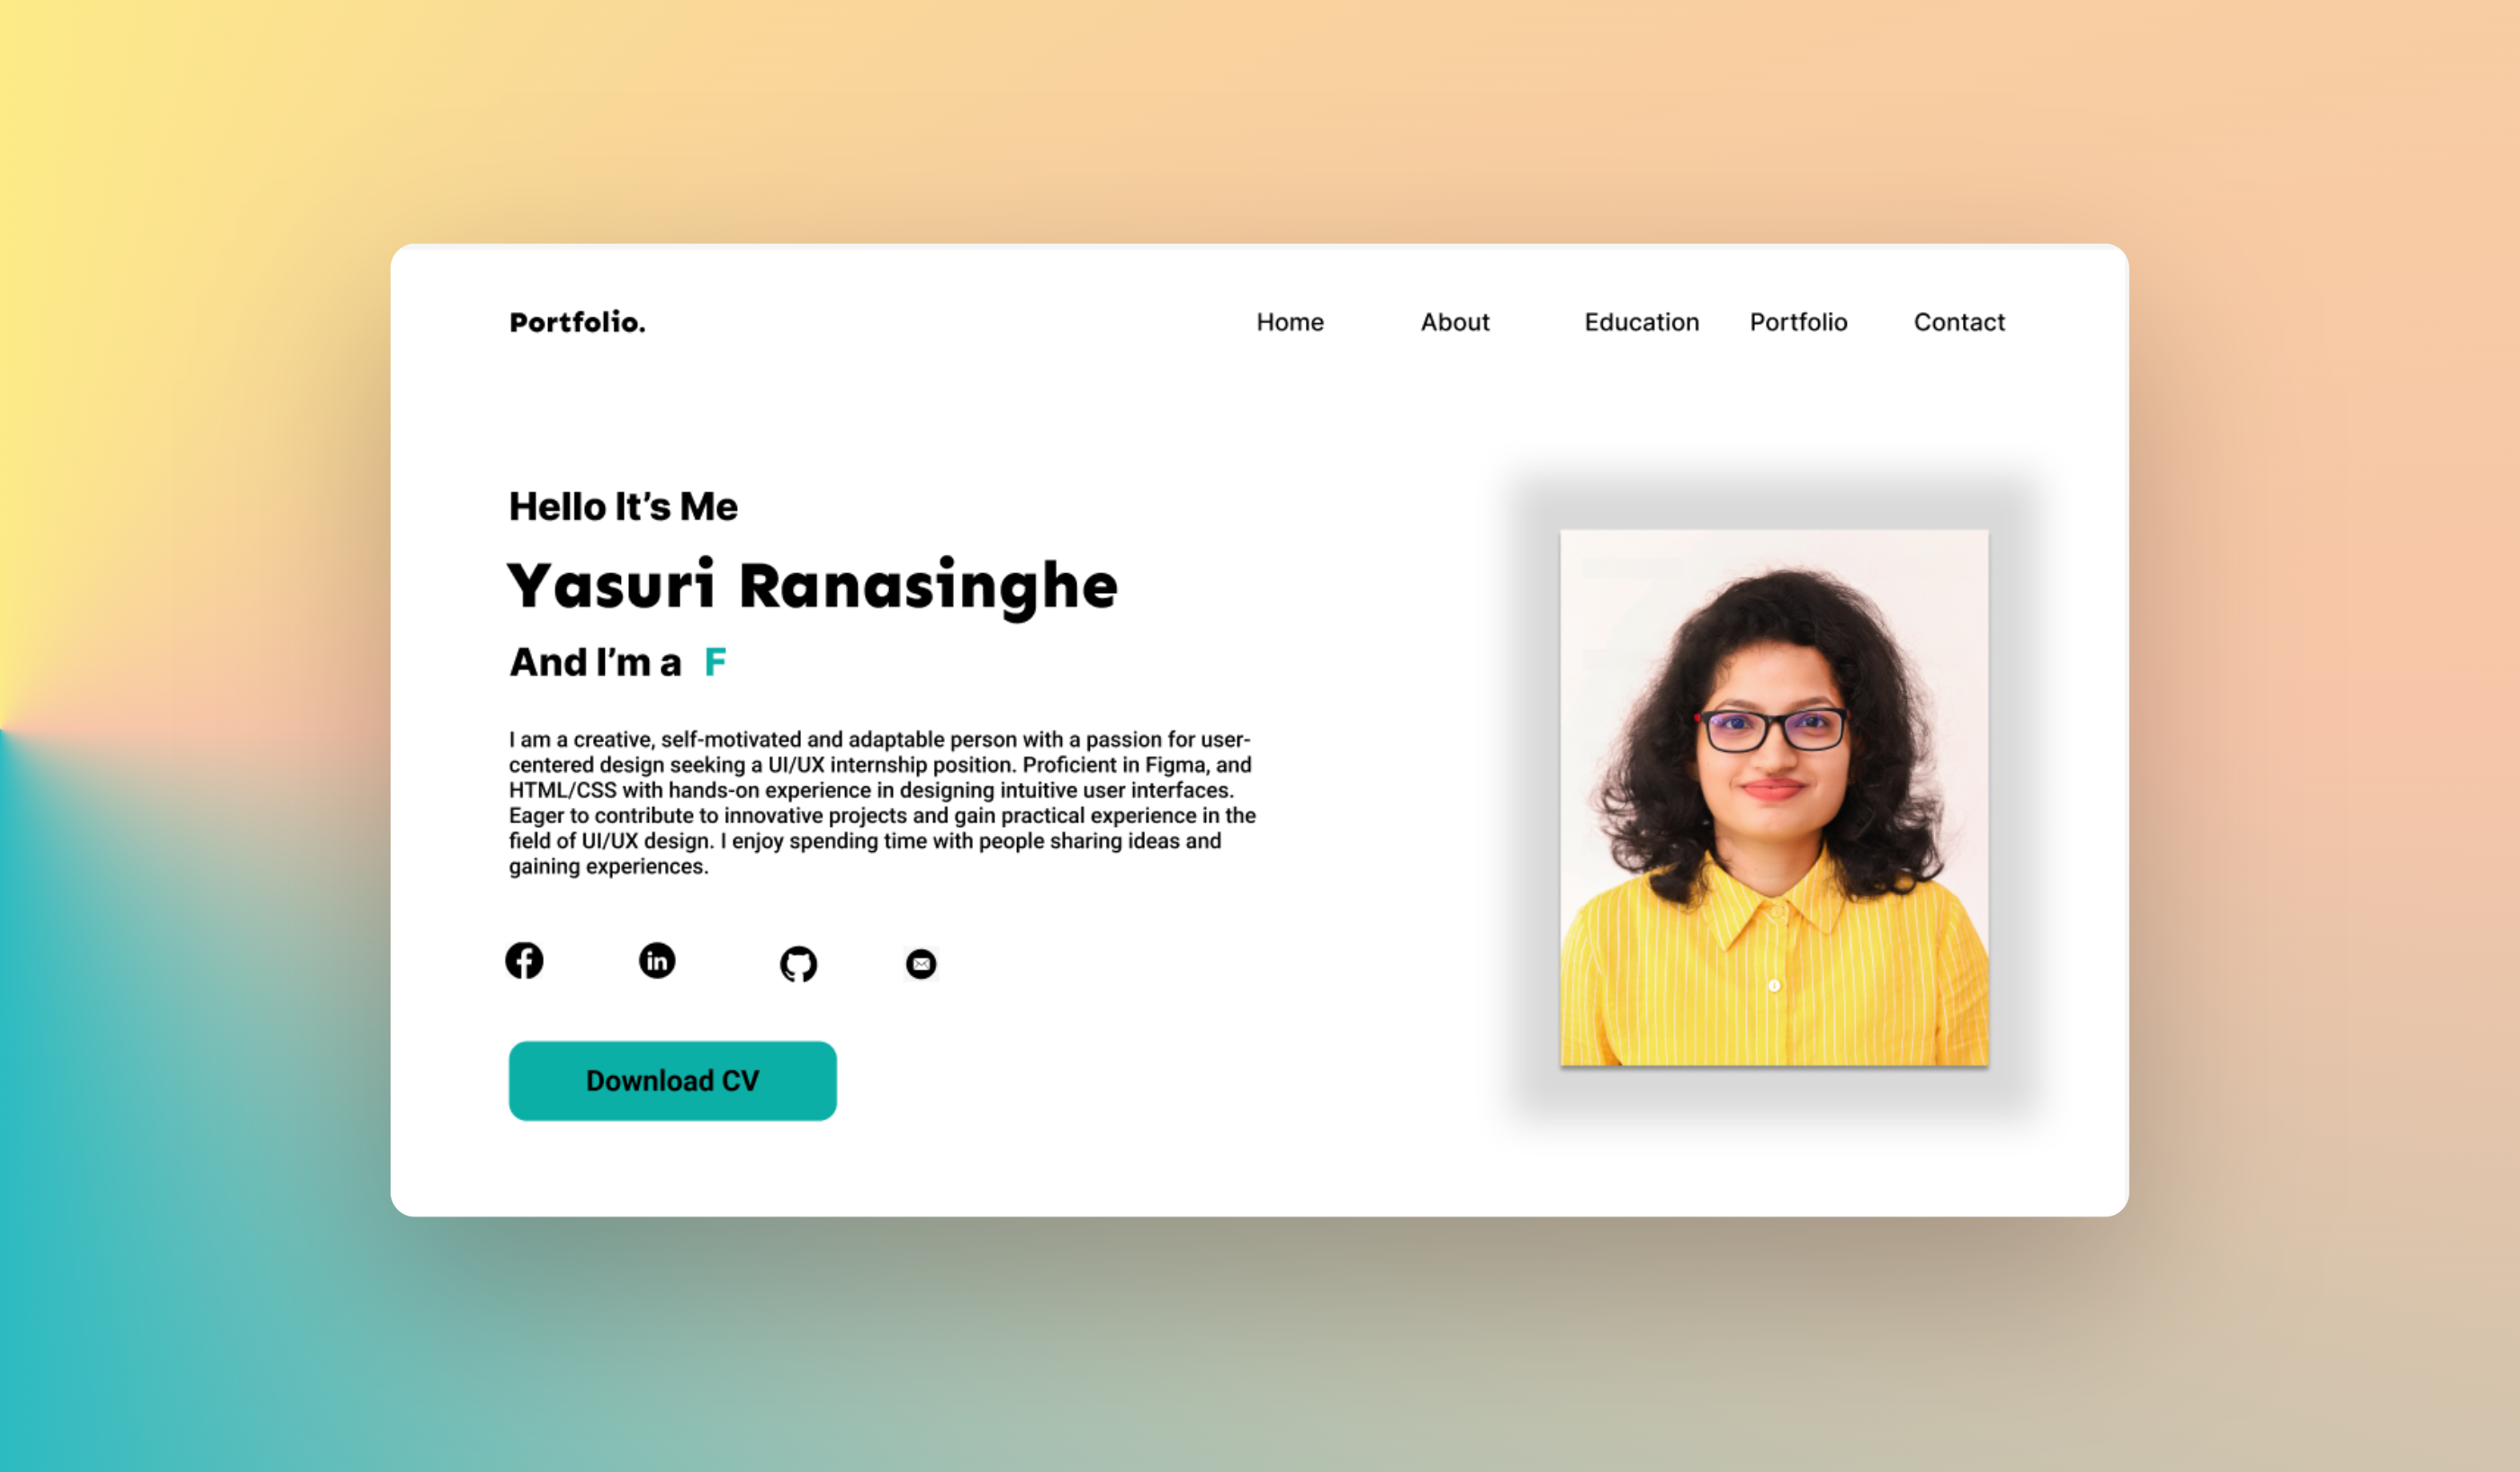 Portfolio.
Home About Education Portfolio Contact
Hello It’s Me
Yasuri Ranasinghe
And I’m a F
I am a creative, self-motivated and adaptable person with a passion for user-
centered design seeking a UI/UX internship position. Proficient in Figma, and
HTML/CSS with hands-on experience in designing intuitive user interfaces.
Eager to contribute to innovative projects and gain practical experience in the
field of UI/UX design. I enjoy spending time with people sharing ideas and
gaining experiences.
in
Download CV